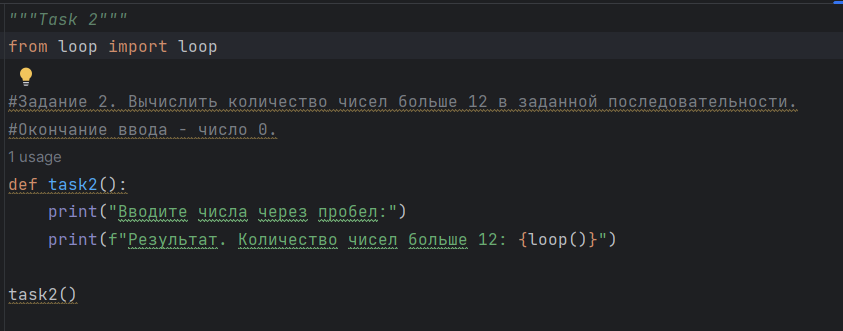 """Task 2"""
from loop import loop
#Задание 2. Вычислить количество чисел больше 12 в заданной последовательности.
#Окончание ввода - число 0.
1 usage
def task2():
    print("Вводите числа через пробел:")
    print(f"Результат. Количество чисел больше 12: {loop()}")
task2()